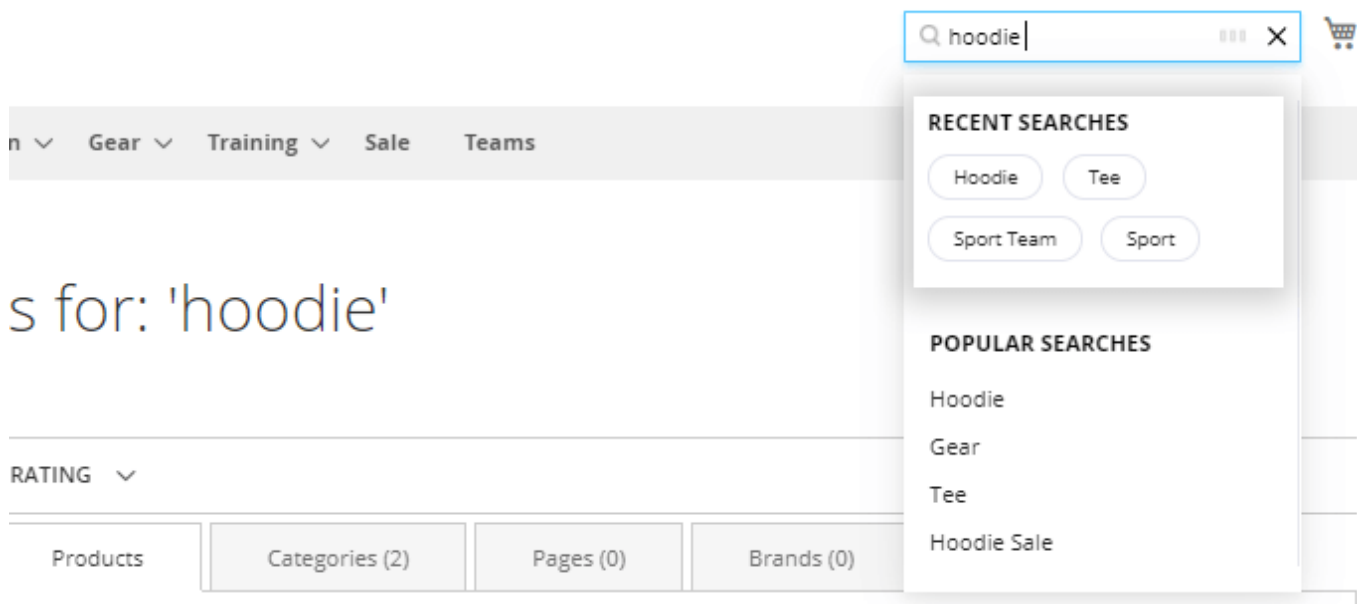 hoodie
n Gear Training Sale Teams
RECENT SEARCHES
Hoodie Tee
Sport Team Sport
s for: 'hoodie'
POPULAR SEARCHES
Hoodie
Gear
Tee
Hoodie Sale
RATING
Products Categories (2) Pages (0) Brands (0)